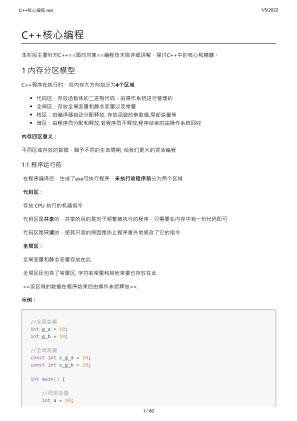 C++核心编程.md
1/9/2022
C++核心编程
本阶段主要针对C++==面向对象==编程技术做详细讲解，探讨C++中的核心和精髓。
1 内存分区模型
C++程序在执行时，将内存大方向划分为4个区域
代码区：存放函数体的二进制代码，由操作系统进行管理的
全局区：存放全局变量和静态变量以及常量
栈区：由编译器自动分配释放, 存放函数的参数值,局部变量等
堆区：由程序员分配和释放,若程序员不释放,程序结束时由操作系统回收
内存四区意义：
不同区域存放的数据，赋予不同的生命周期, 给我们更大的灵活编程
1.1 程序运行前
在程序编译后，生成了exe可执行程序，未执行该程序前分为两个区域
代码区：
存放 CPU 执行的机器指令
代码区是共享的，共享的目的是对于频繁被执行的程序，只需要在内存中有一份代码即可
代码区是只读的，使其只读的原因是防止程序意外地修改了它的指令
全局区：
全局变量和静态变量存放在此.
全局区还包含了常量区, 字符串常量和其他常量也存放在此.
==该区域的数据在程序结束后由操作系统释放==.
示例：
//全局变量
int g_a = 10;
int g_b = 10;
//全局常量
const int c_g_a = 10;
const int c_g_b = 10;
int main() {
//局部变量
int a = 10;
1 / 80